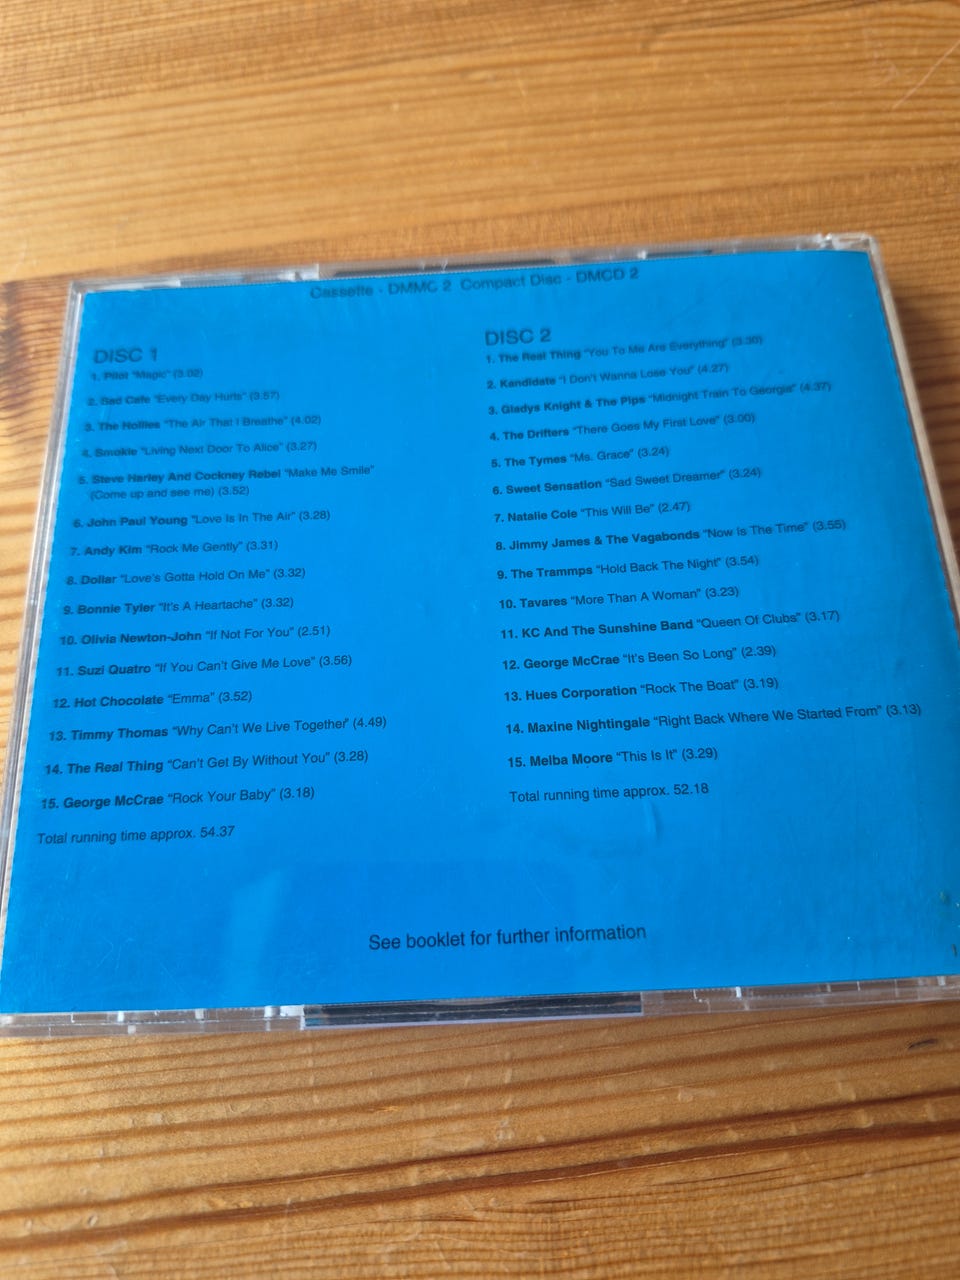 Cassette - DMMC 2 Compact Disc - DMCD 2
DISC 1
1. Pilot "Magic" (3.02)
2. Sad Cafe "Every Day Hurts" (3.57)
3. The Hollies "The Air That I Breathe" (4.02)
4. Smokie "Living Next Door To Alice" (3.27)
5. Steve Harley And Cockney Rebel "Make Me Smile"
(Come up and see me) (3.52)
6. John Paul Young "Love Is In The Air" (3.28)
7. Andy Kim "Rock Me Gently" (3.31)
8. Dollar "Love's Gotta Hold On Me" (3.32)
9. Bonnie Tyler "It's A Heartache" (3.32)
10. Olivia Newton-John "If Not For You" (2.51)
11. Suzi Quatro "If You Can't Give Me Love" (3.56)
12. Hot Chocolate "Emma" (3.52)
13. Timmy Thomas "Why Can't We Live Together" (4.49)
14. The Real Thing "Can't Get By Without You" (3.28)
15. George McCrae "Rock Your Baby" (3.18)
Total running time approx. 54.37
DISC 2
1. The Real Thing "You To Me Are Everything" (3.30)
2. Kandidate "I Don't Wanna Lose You" (4.27)
3. Gladys Knight & The Pips "Midnight Train To Georgia" (4.37)
4. The Drifters "There Goes My First Love" (3.00)
5. The Tymes "Ms. Grace" (3.24)
6. Sweet Sensation "Sad Sweet Dreamer" (3.24)
7. Natalie Cole "This Will Be" (2.47)
8. Jimmy James & The Vagabonds "Now is The Time" (3.55)
9. The Trammps "Hold Back The Night" (3.54)
10. Tavares "More Than A Woman" (3.23)
11. KC And The Sunshine Band "Queen Of Clubs" (3.17)
12. George McCrae "It's Been So Long" (2.39)
13. Hues Corporation "Rock The Boat" (3.19)
14. Maxine Nightingale "Right Back Where We Started From" (3.13)
15. Melba Moore "This Is It" (3.29)
Total running time approx. 52.18
See booklet for further information